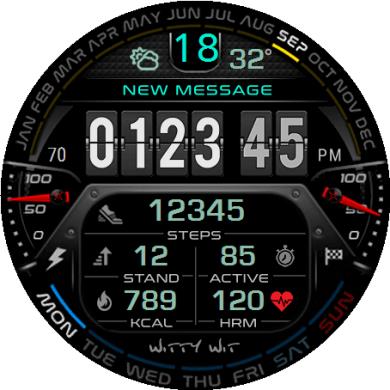 JAN FEB MAR APR MAY JUN JUL AUG SEP OCT NOV DEC
18 32°
NEW MESSAGE
70 0123 45 PM
100 100
50 50
0 0
12345
STEPS
12 85
STAND ACTIVE
789 120
KCAL HRM
WiTTY WiT
MON TUE WED THU FRI SAT SUN